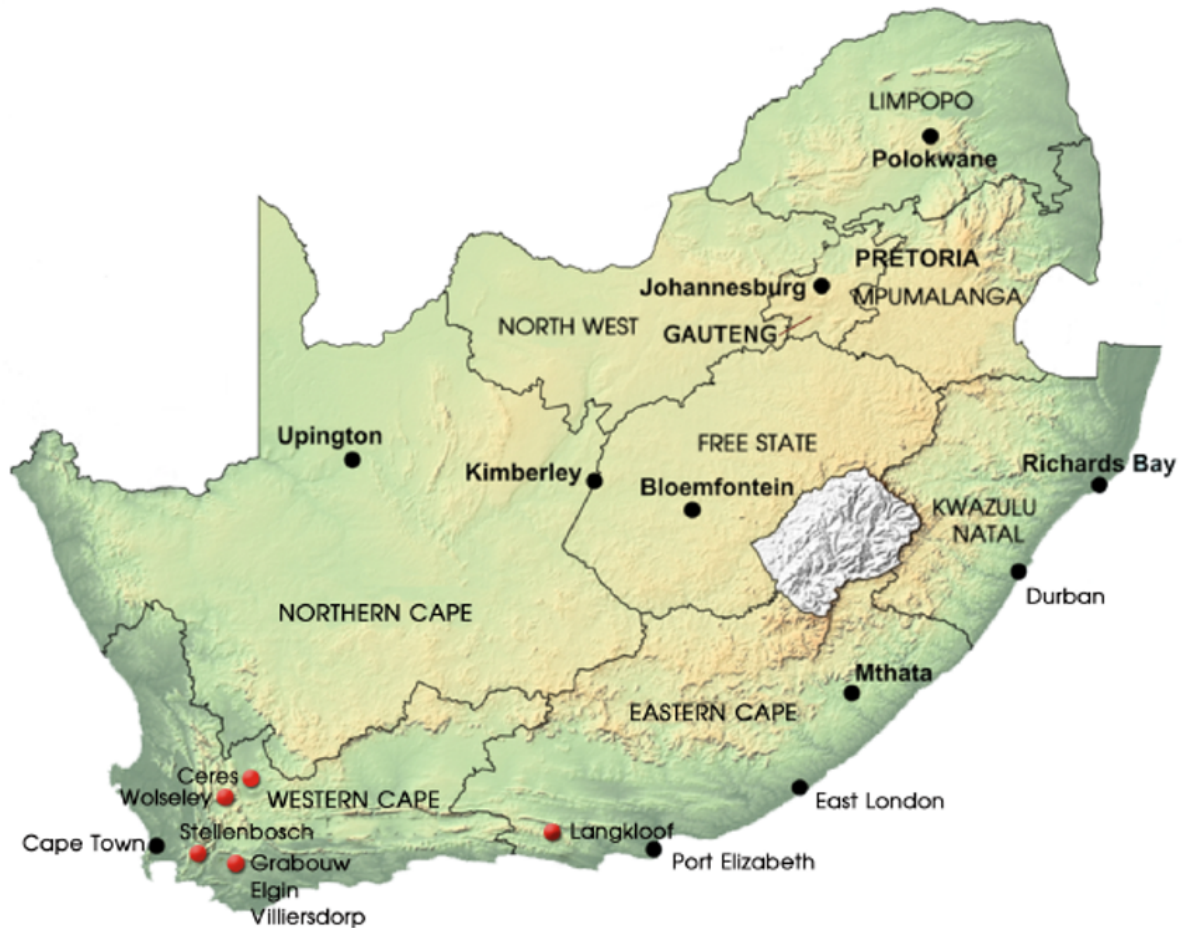 LIMPOPO
Polokwane
PRETORIA
Johannesburg
MPUMALANGA
NORTH WEST
GAUTENG
Upington
FREE STATE
Kimberley
Richards Bay
Bloemfontein
KWAZULU
NATAL
Durban
NORTHERN CAPE
Mthata
EASTERN CAPE
Ceres
Wolseley
WESTERN CAPE
East London
Stellenbosch
Langkloof
Cape Town
Port Elizabeth
Grabouw
Elgin
Villiersdorp